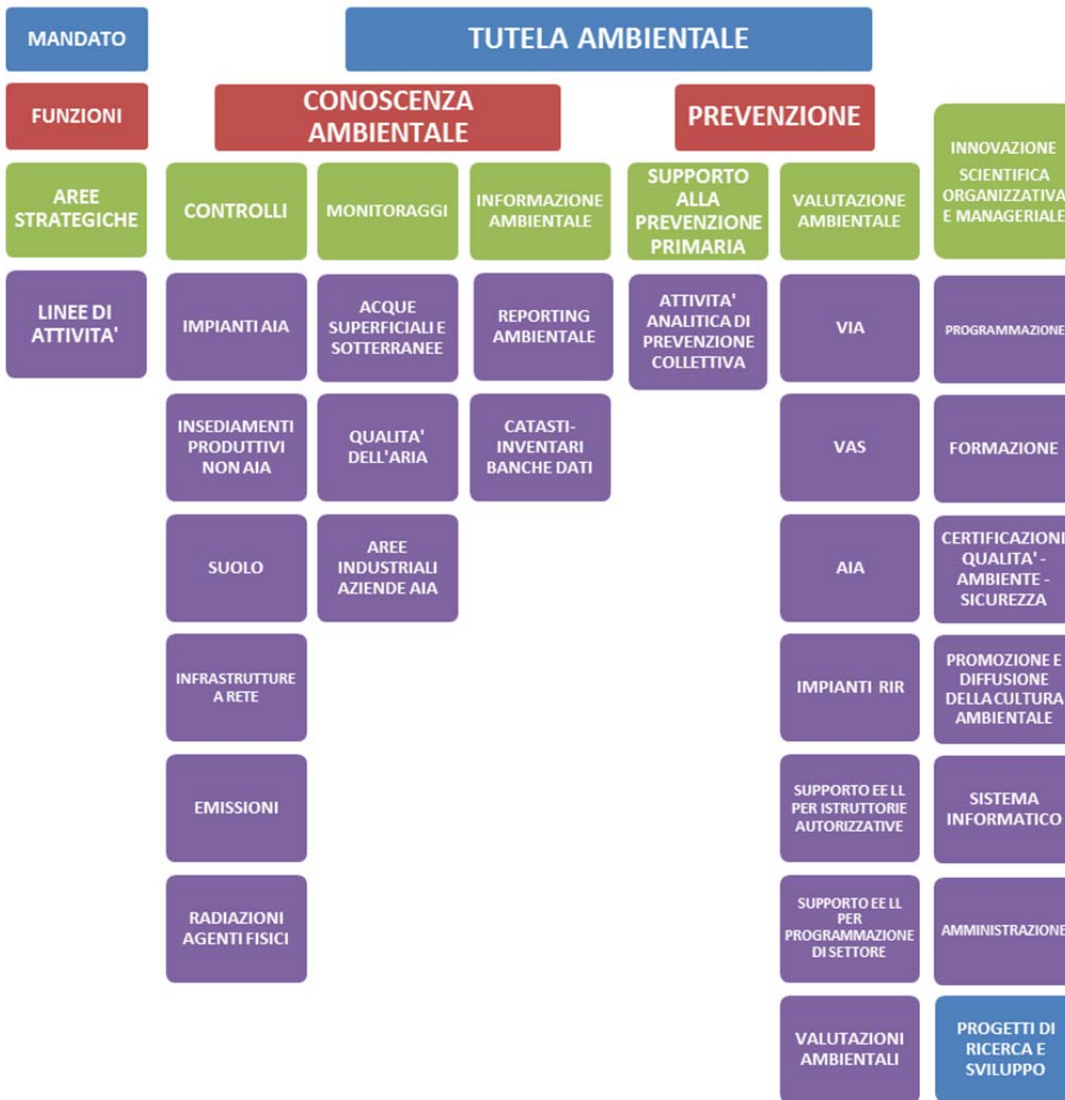 MANDATO
TUTELA AMBIENTALE
FUNZIONI
CONOSCENZA
AMBIENTALE
PREVENZIONE
AREE
STRATEGICHE
CONTROLLI
MONITORAGGI
INFORMAZIONE
AMBIENTALE
SUPPORTO
ALLA
PREVENZIONE
PRIMARIA
VALUTAZIONE
AMBIENTALE
INNOVAZIONE
SCIENTIFICA
ORGANIZZATIVA
E MANAGERIALE
LINEE DI
ATTIVITA'
IMPIANTI AIA
ACQUE
SUPERFICIALI E
SOTTERRANEE
REPORTING
AMBIENTALE
ATTIVITA'
ANALITICA DI
PREVENZIONE
COLLETTIVA
VIA
PROGRAMMAZIONE
INSEDIAMENTI
PRODUTTIVI
NON AIA
QUALITA'
DELL'ARIA
CATASTI-
INVENTARI
BANCHE DATI
VAS
FORMAZIONE
SUOLO
AREE
INDUSTRIALI
AZIENDE AIA
AIA
CERTIFICAZIONI
QUALITA' -
AMBIENTE -
SICUREZZA
INFRASTRUTTURE
A RETE
IMPIANTI RIR
PROMOZIONE E
DIFFUSIONE
DELLA CULTURA
AMBIENTALE
EMISSIONI
SUPPORTO EE LL
PER ISTRUTTORIE
AUTORIZZATIVE
SISTEMA
INFORMATICO
RADIAZIONI
AGENTI FISICI
SUPPORTO EE LL
PER
PROGRAMMAZIONE
DI SETTORE
AMMINISTRAZIONE
VALUTAZIONI
AMBIENTALI
PROGETTI DI
RICERCA E
SVILUPPO